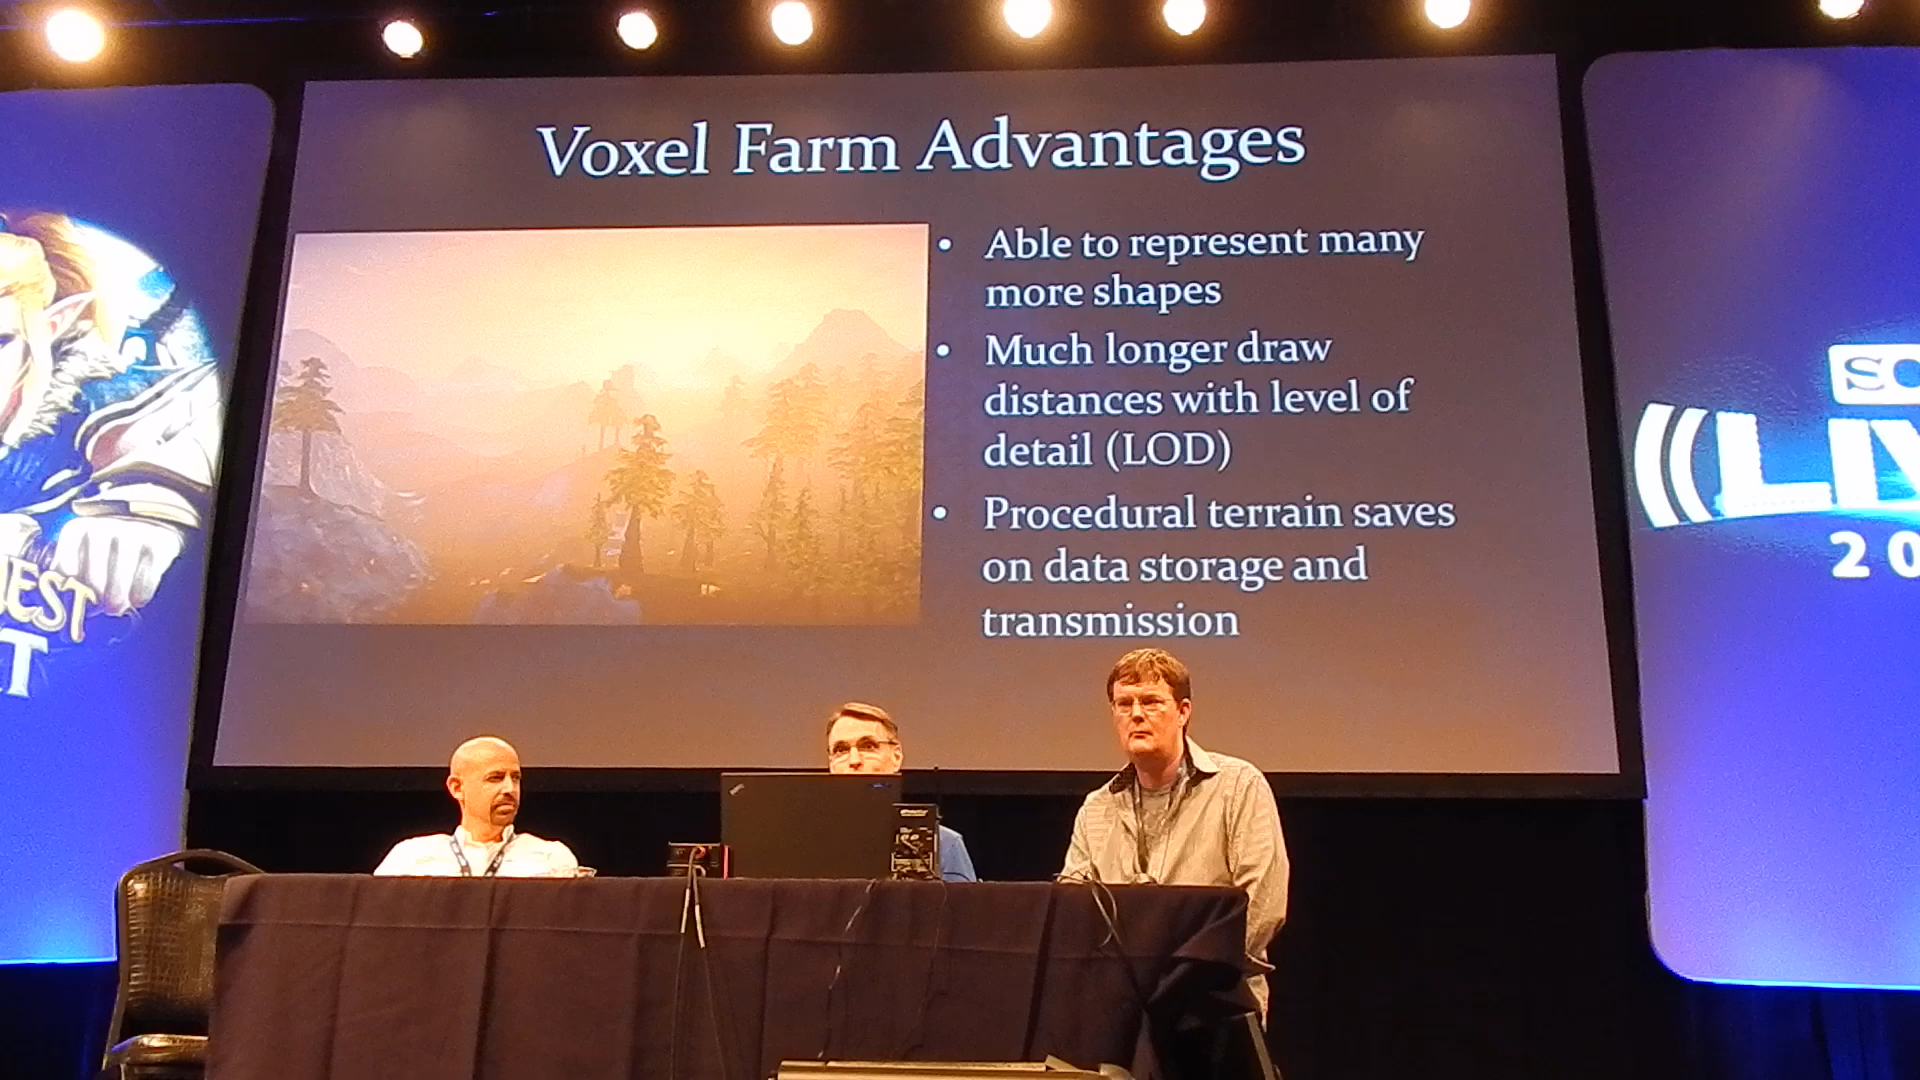 Voxel Farm Advantages
• Able to represent many
more shapes
• Much longer draw
distances with level of
detail (LOD)
• Procedural terrain saves
on data storage and
transmission